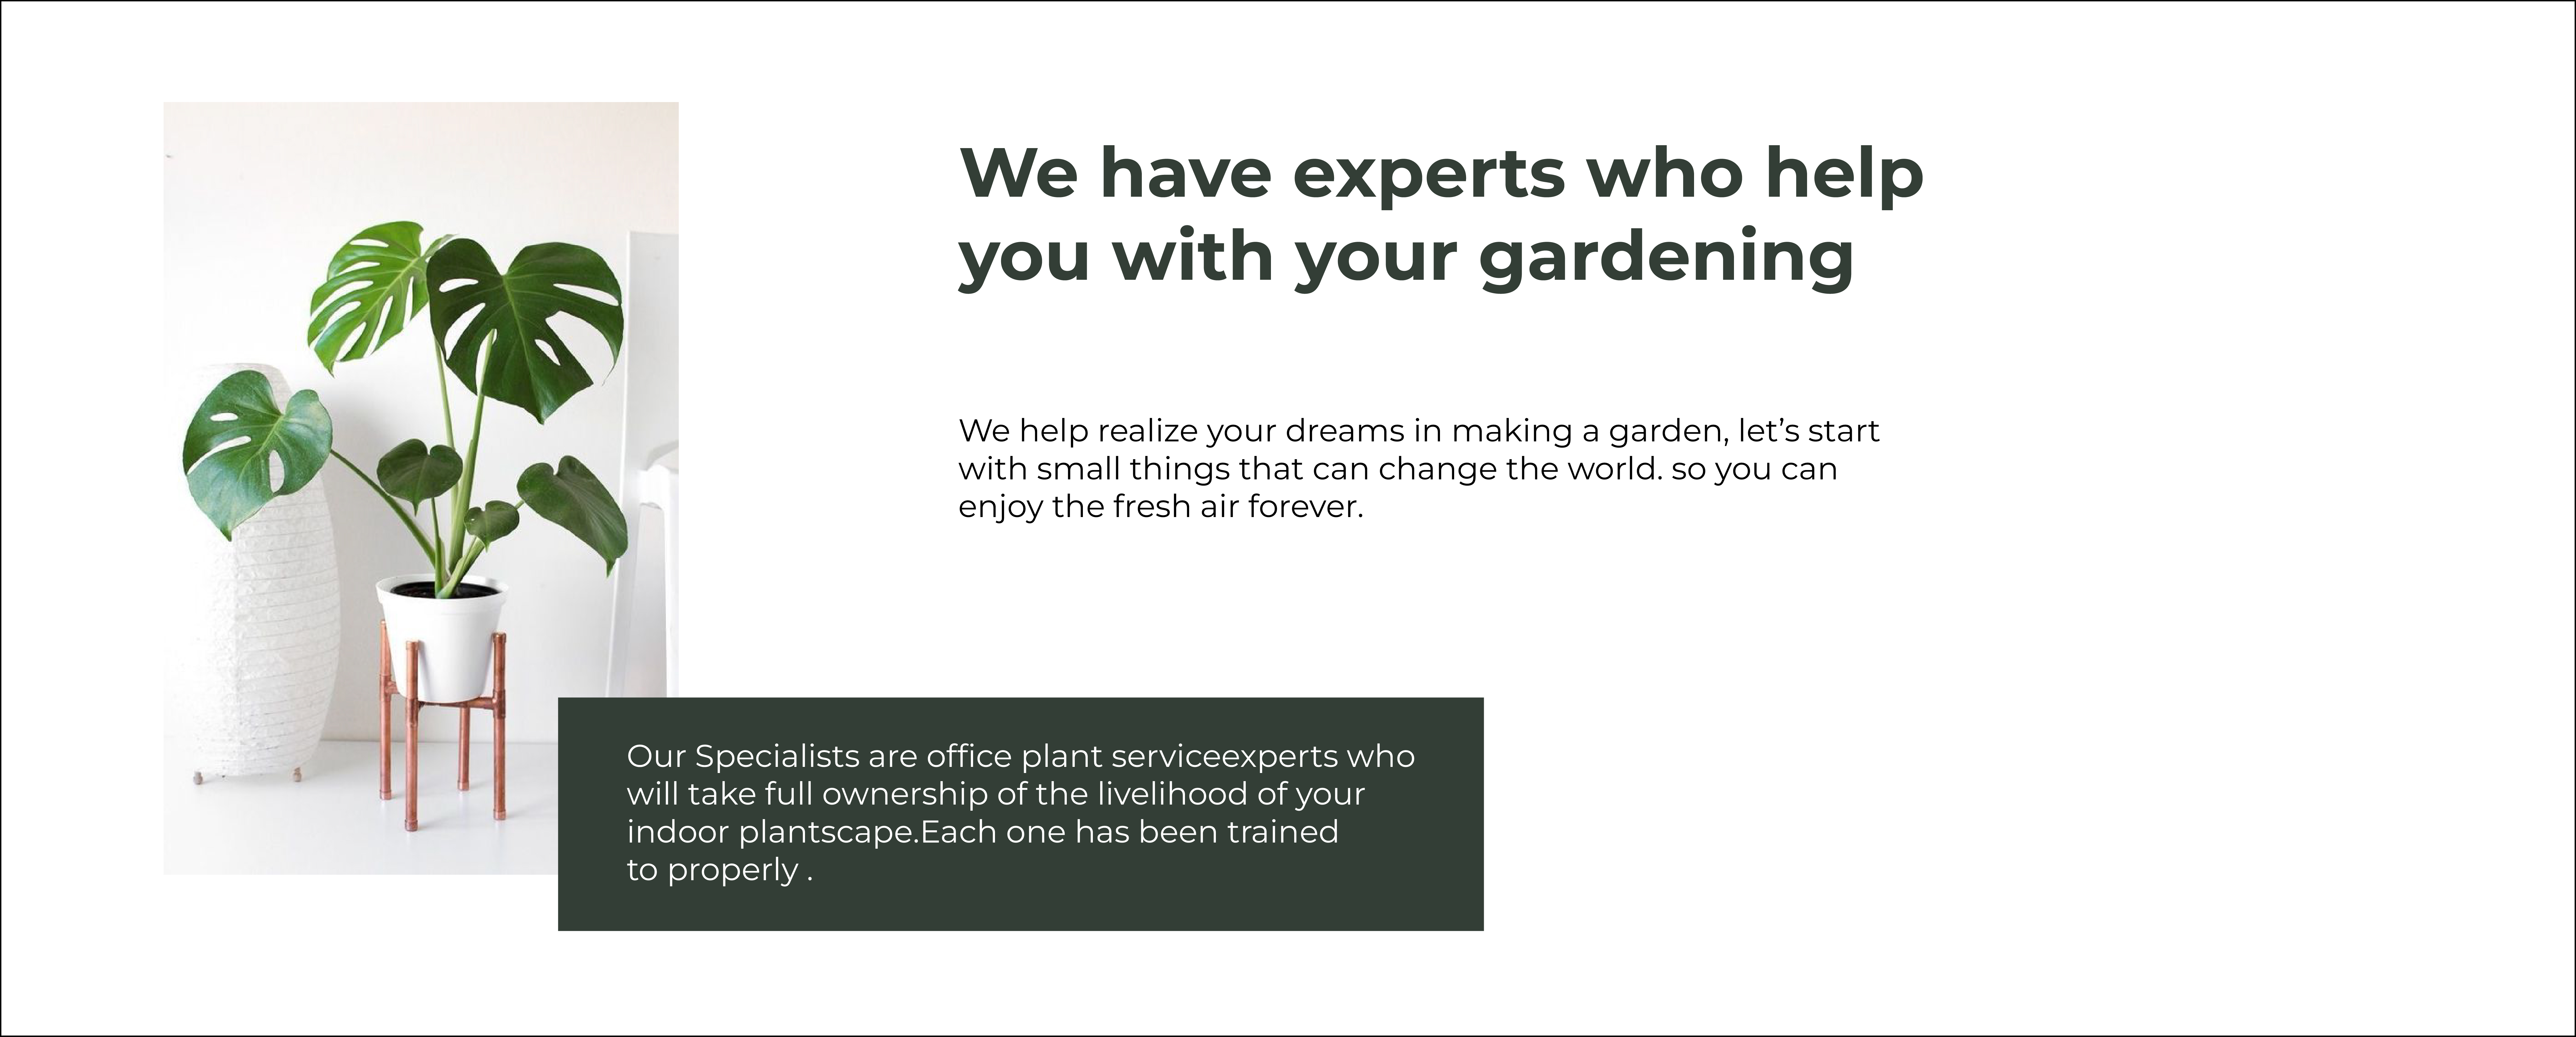 We have experts who help
you with your gardening
We help realize your dreams in making a garden, let’s start
with small things that can change the world. so you can
enjoy the fresh air forever.
Our Specialists are office plant serviceexperts who
will take full ownership of the livelihood of your
indoor plantscape.Each one has been trained
to properly .